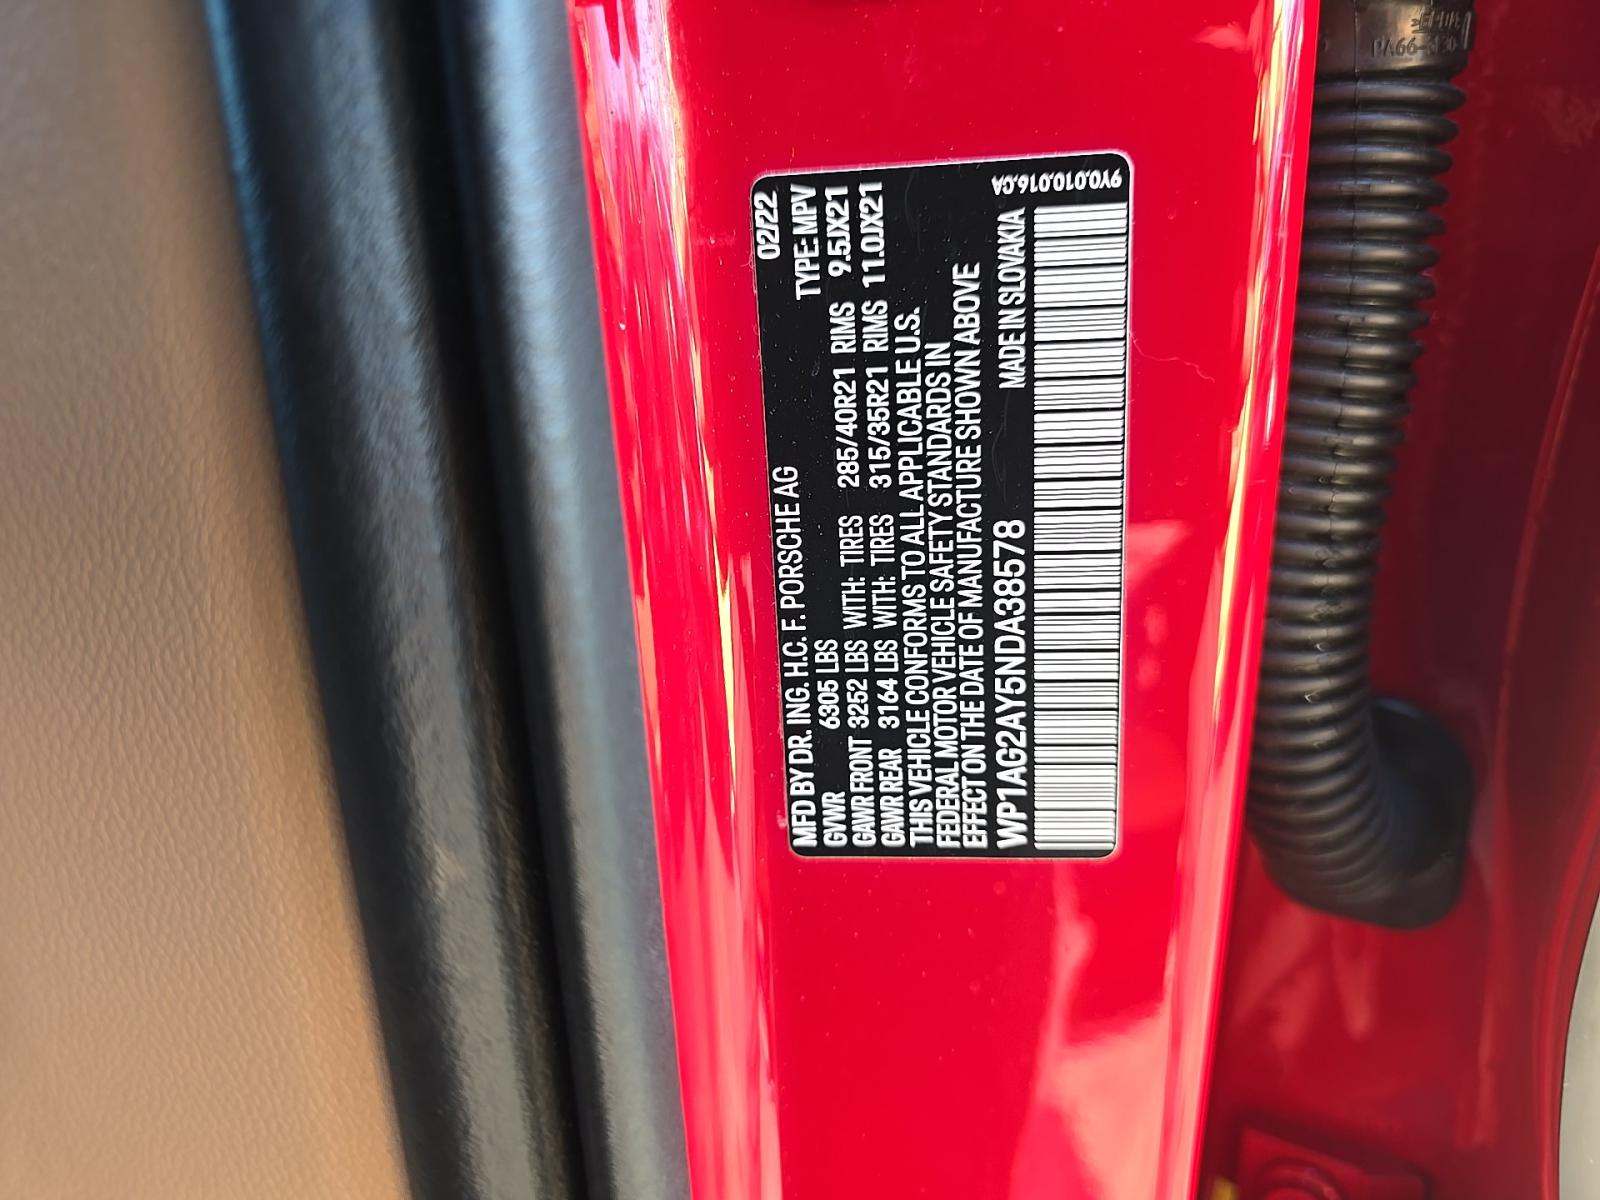 MFD BY DR. ING. H.C. F. PORSCHE AG 02/22
GVWR 6305 LBS TYPE: MPV
GAWR FRONT 3252 LBS WITH: TIRES 285/40R21 RIMS 9.5JX21
GAWR REAR 3164 LBS WITH: TIRES 315/35R21 RIMS 11.0JX21
THIS VEHICLE CONFORMS TO ALL APPLICABLE U.S.
FEDERAL MOTOR VEHICLE SAFETY STANDARDS IN
EFFECT ON THE DATE OF MANUFACTURE SHOWN ABOVE
WP1AG2AY5NDA38578 MADE IN SLOVAKIA
9Y0.010.016.CA